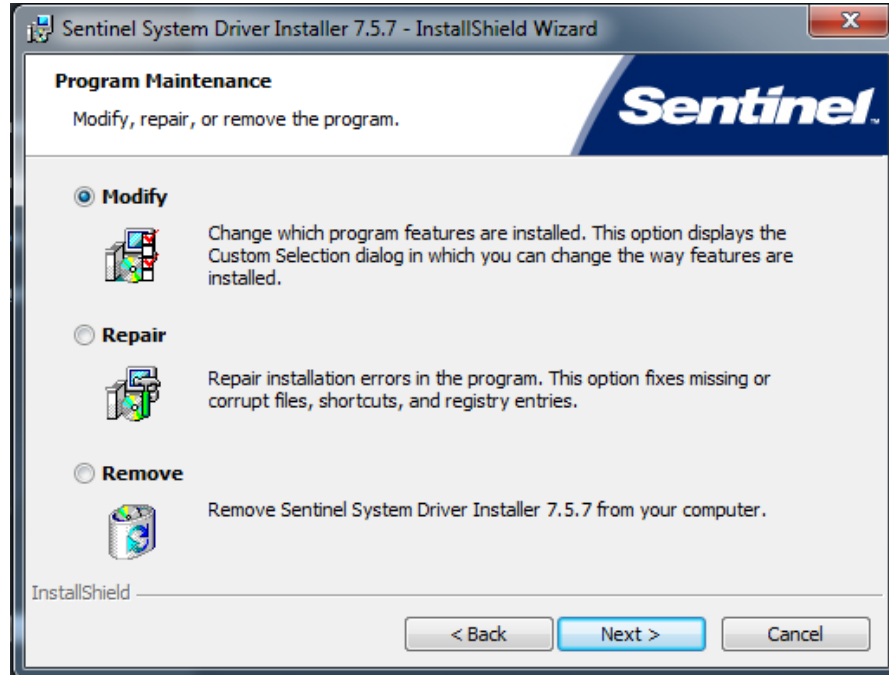 Sentinel System Driver Installer 7.5.7 - InstallShield Wizard
Program Maintenance
Modify, repair, or remove the program.
Sentinel™
Modify
Change which program features are installed. This option displays the
Custom Selection dialog in which you can change the way features are
installed.
Repair
Repair installation errors in the program. This option fixes missing or
corrupt files, shortcuts, and registry entries.
Remove
Remove Sentinel System Driver Installer 7.5.7 from your computer.
InstallShield
< Back
Next >
Cancel